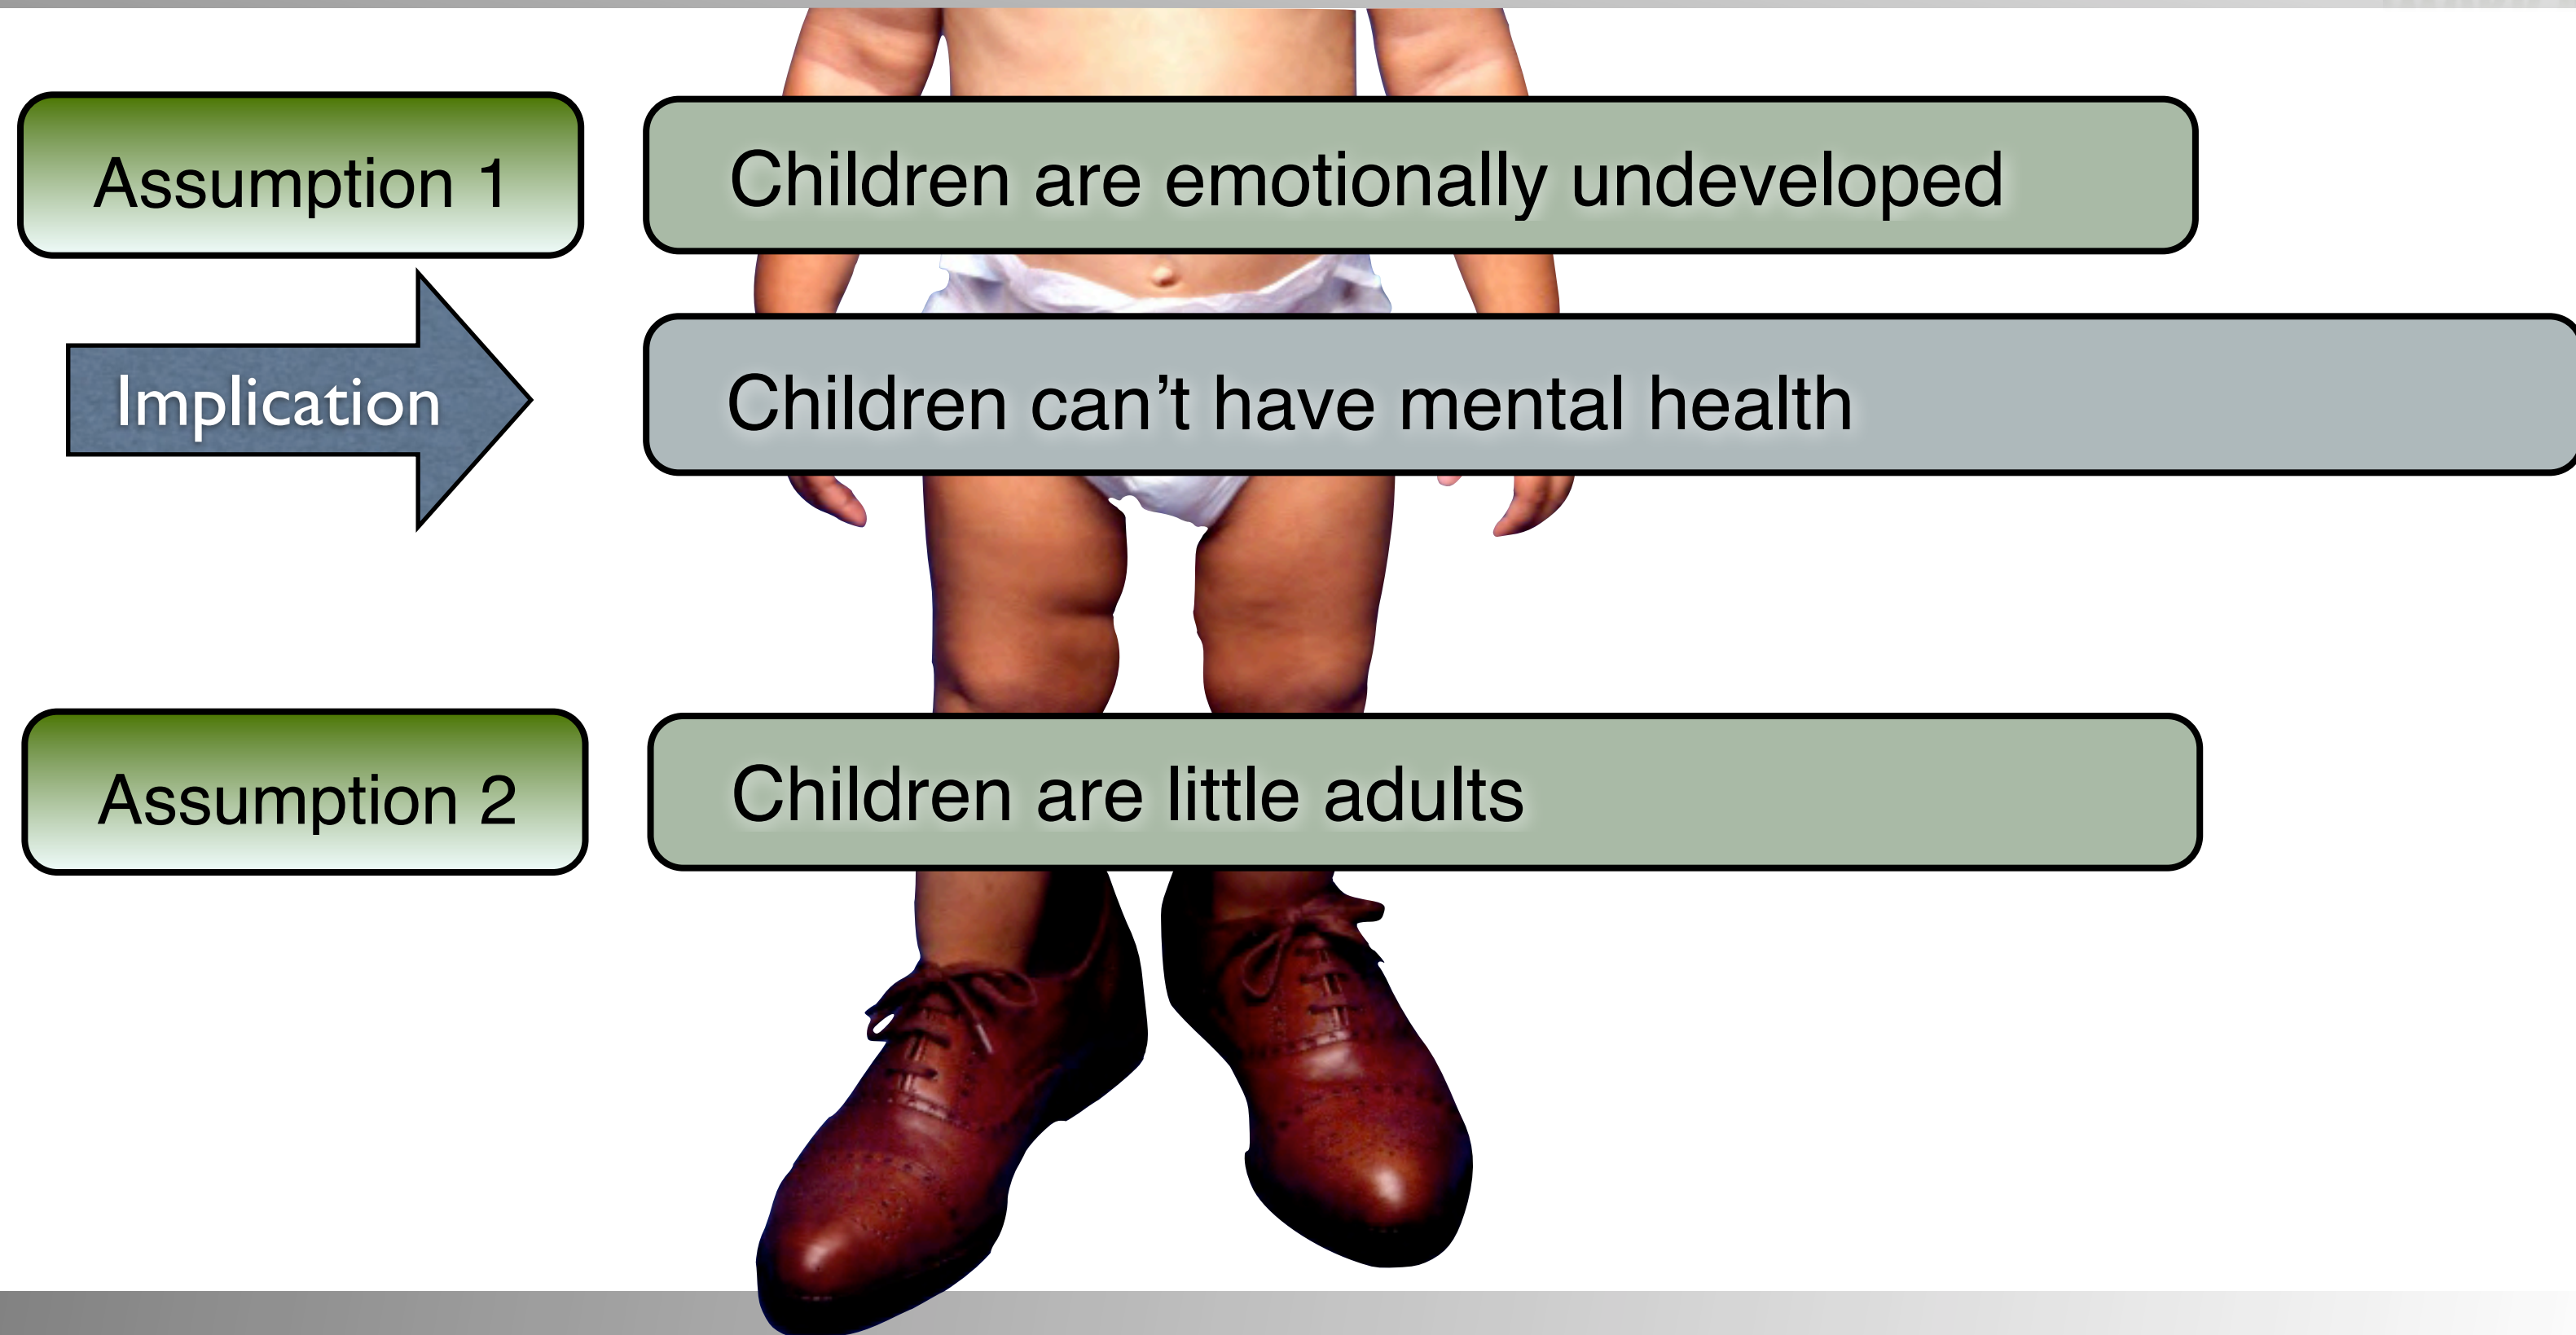 Assumption 1
Children are emotionally undeveloped
Implication
Children can’t have mental health
Assumption 2
Children are little adults